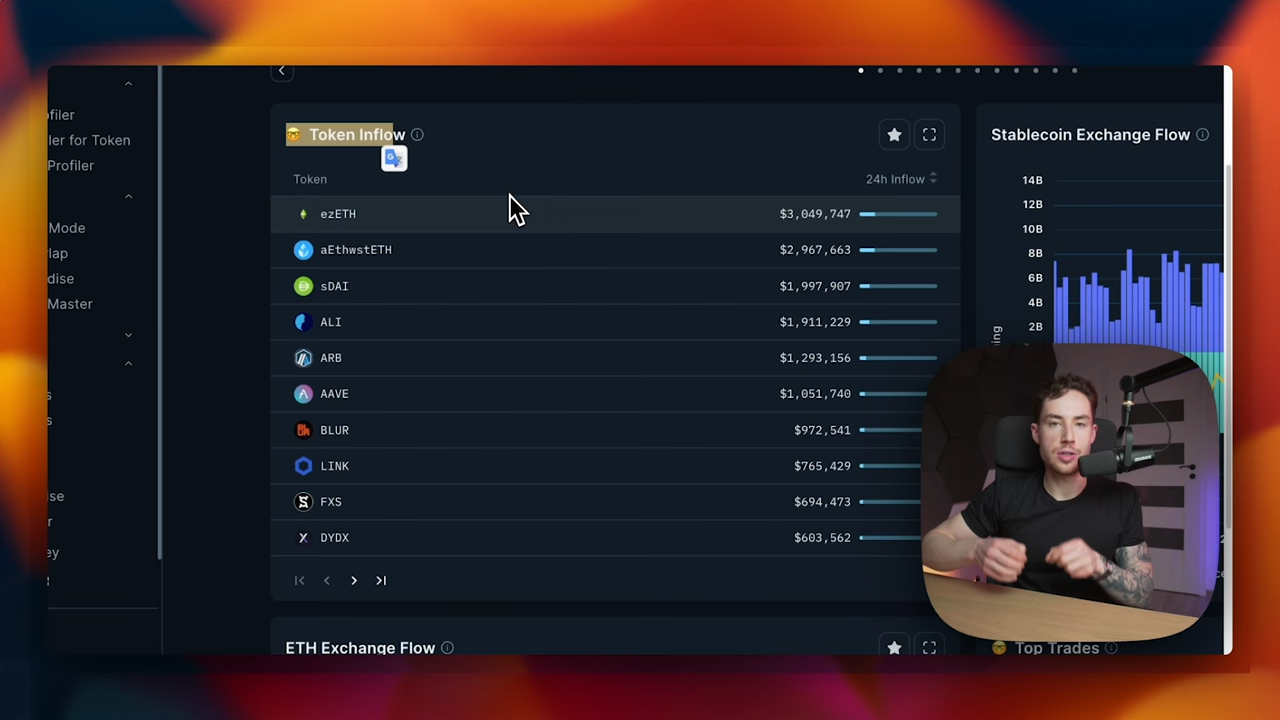 ofiler
ler for Token
Profiler
Mode
lap
dise
Master
s
s
ise
r
ey
Token Inflow
Token
24h Inflow
ezETH $3,049,747
aEthwstETH $2,967,663
sDAI $1,997,907
ALI $1,911,229
ARB $1,293,156
AAVE $1,051,740
BLUR $972,541
LINK $765,429
FXS $694,473
DYDX $603,562
ETH Exchange Flow
Stablecoin Exchange Flow
14B
12B
10B
8B
6B
4B
2B
ing
Top Trades